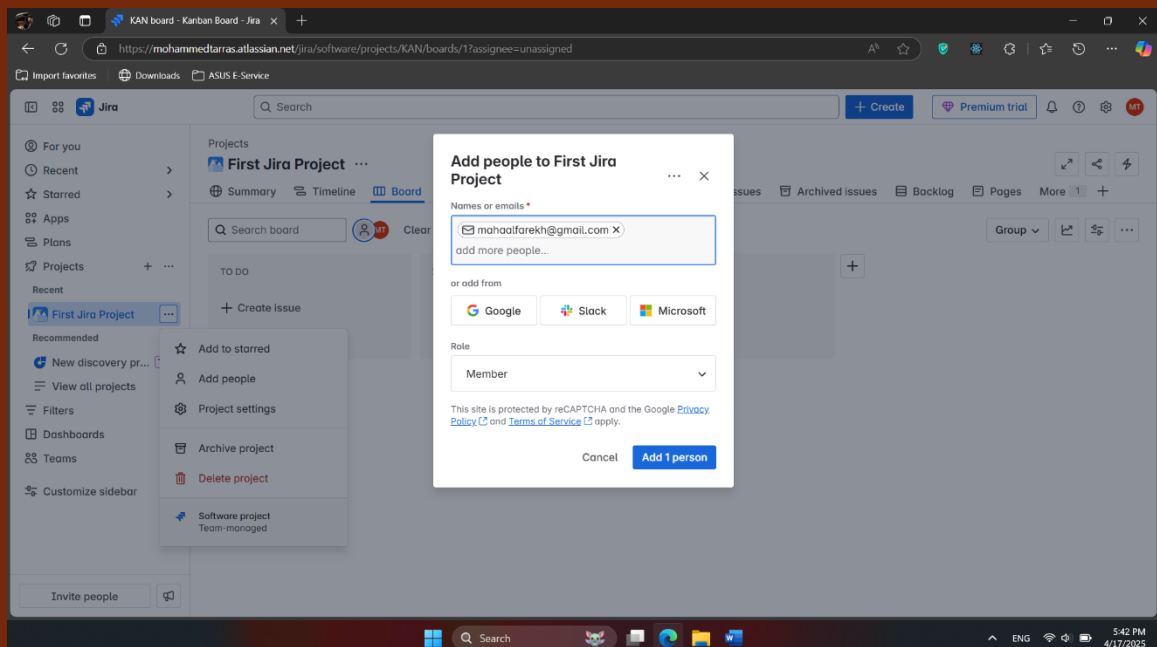 KAN board - Kanban Board - Jira
https://mohammedtarras.atlassian.net/jira/software/projects/KAN/boards/1?assignee=unassigned
Import favorites Downloads ASUS E-Service
Jira Search + Create Premium trial MT
For you
Recent
Starred
Apps
Plans
Projects
Recent
First Jira Project
Recommended
New discovery pr...
View all projects
Filters
Dashboards
Teams
Customize sidebar
Invite people
Projects
First Jira Project
Summary Timeline Board ssues Archived issues Backlog Pages More 1
Search board MT Clear Group
TO DO
+ Create issue
Add to starred
Add people
Project settings
Archive project
Delete project
Software project
Team-managed
Add people to First Jira
Project
Names or emails *
mahaalfarekh@gmail.com
add more people...
or add from
Google Slack Microsoft
Role
Member
This site is protected by reCAPTCHA and the Google Privacy
Policy and Terms of Service apply.
Cancel Add 1 person
Search ENG 5:42 PM
4/17/2025